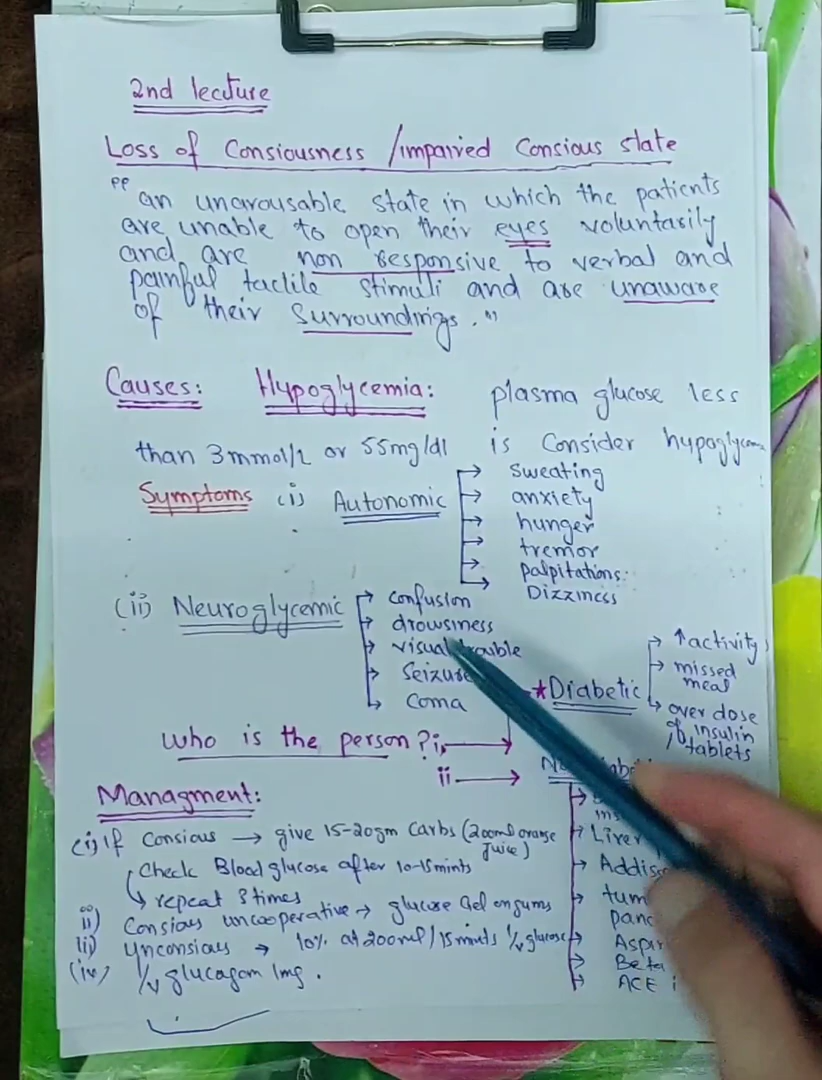 2nd lecture
Loss of Consiousness /impaired Consious state
"an unarousable state in which the patients
are unable to open their eyes voluntarily
and are non responsive to verbal and
painful tactile stimuli and are unaware
of their Surroundings."
Causes: Hypoglycemia: plasma glucose less
than 3mmol/L or 55mg/dl is Consider hypoglycemia
Symptoms (i) Autonomic → Sweating
→ anxiety
→ hunger
→ tremor
→ palpitations:
→ Dizziness
(ii) Neuroglycemic → Confusion
→ drowsiness
→ visual trouble
→ Seizure
→ Coma
★Diabetic → ↑activity
→ missed meal
→ over dose of insulin / tablets
Who is the person? i, →
ii →
Managment:
(i) If Consious → give 15-20gm Carbs (200ml orange juice)
Check Blood glucose after 10-15mints
↳ repeat 3 times
ii) Consious uncooperative → glucose Gel on gums
iii) Unconsious → 10% at 200ml/15mints I/V glucose
(iv) I/V glucagom 1mg.
→ Liver
→ 
→ Beta
→ ACE i